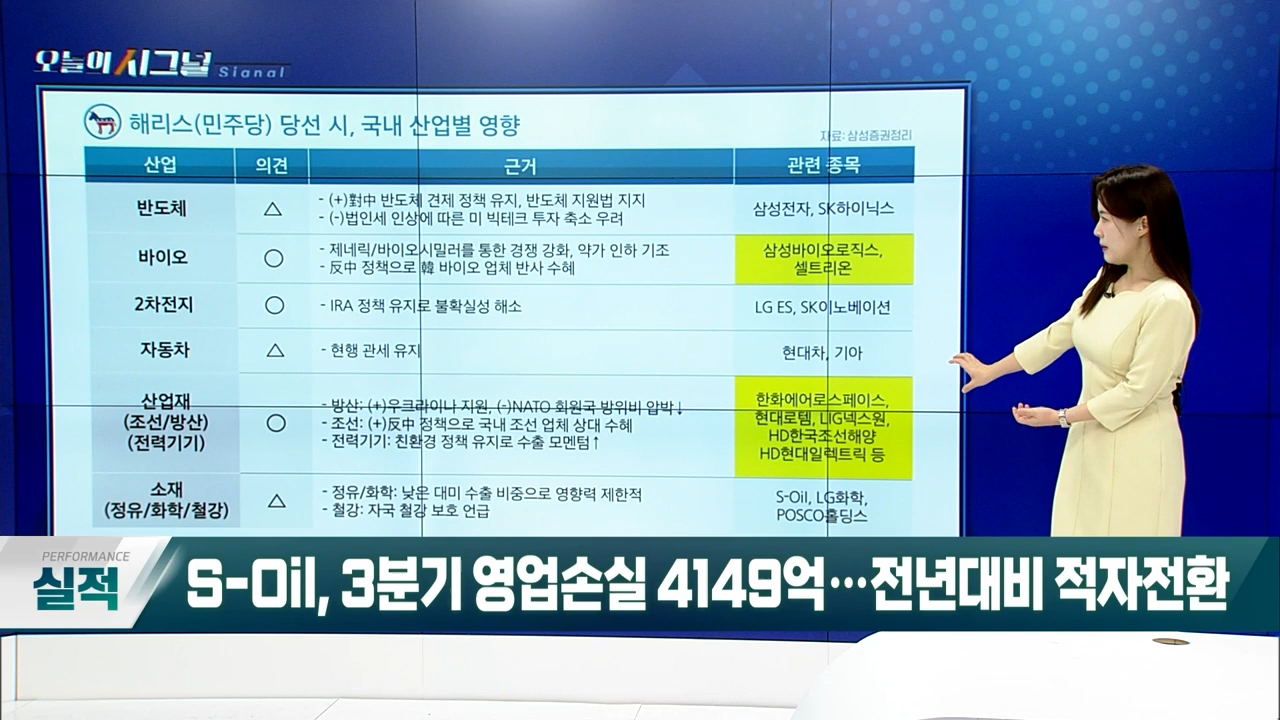 오늘의 시그널 Signal
해리스(민주당) 당선 시, 국내 산업별 영향
자료: 삼성증권정리
산업 의견 근거 관련 종목
반도체 △ - (+)對中 반도체 견제 정책 유지, 반도체 지원법 지지
- (-)법인세 인상에 따른 미 빅테크 투자 축소 우려
삼성전자, SK하이닉스
바이오 ○ - 제네릭/바이오시밀러를 통한 경쟁 강화, 약가 인하 기조
- 反中 정책으로 韓 바이오 업체 반사 수혜
삼성바이오로직스,
셀트리온
2차전지 ○ - IRA 정책 유지로 불확실성 해소 LG ES, SK이노베이션
자동차 △ - 현행 관세 유지 현대차, 기아
산업재
(조선/방산)
(전력기기)
○
- 방산: (+)우크라이나 지원, (-)NATO 회원국 방위비 압박↓
- 조선: (+)反中 정책으로 국내 조선 업체 상대 수혜
- 전력기기: 친환경 정책 유지로 수출 모멘텀↑
한화에어로스페이스,
현대로템, LIG넥스원,
HD한국조선해양
HD현대일렉트릭 등
소재
(정유/화학/철강)
△
- 정유/화학: 낮은 대미 수출 비중으로 영향력 제한적
- 철강: 자국 철강 보호 언급
S-Oil, LG화학,
POSCO홀딩스
PERFORMANCE
실적
S-Oil, 3분기 영업손실 4149억…전년대비 적자전환